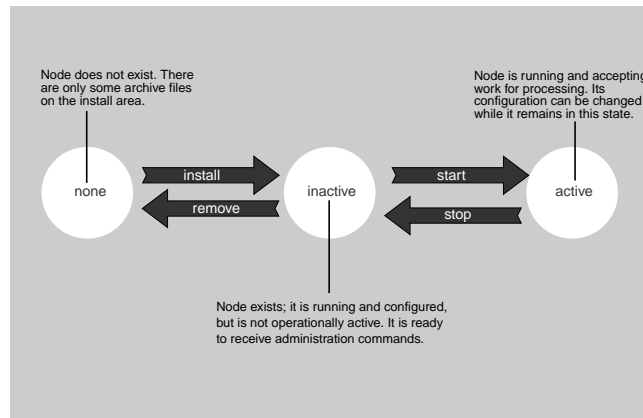 Node does not exist. There
are only some archive files
on the install area.
Node is running and accepting
work for processing. Its
configuration can be changed
while it remains in this state.
none
install
remove
inactive
start
stop
active
Node exists; it is running and configured,
but is not operationally active. It is ready
to receive administration commands.